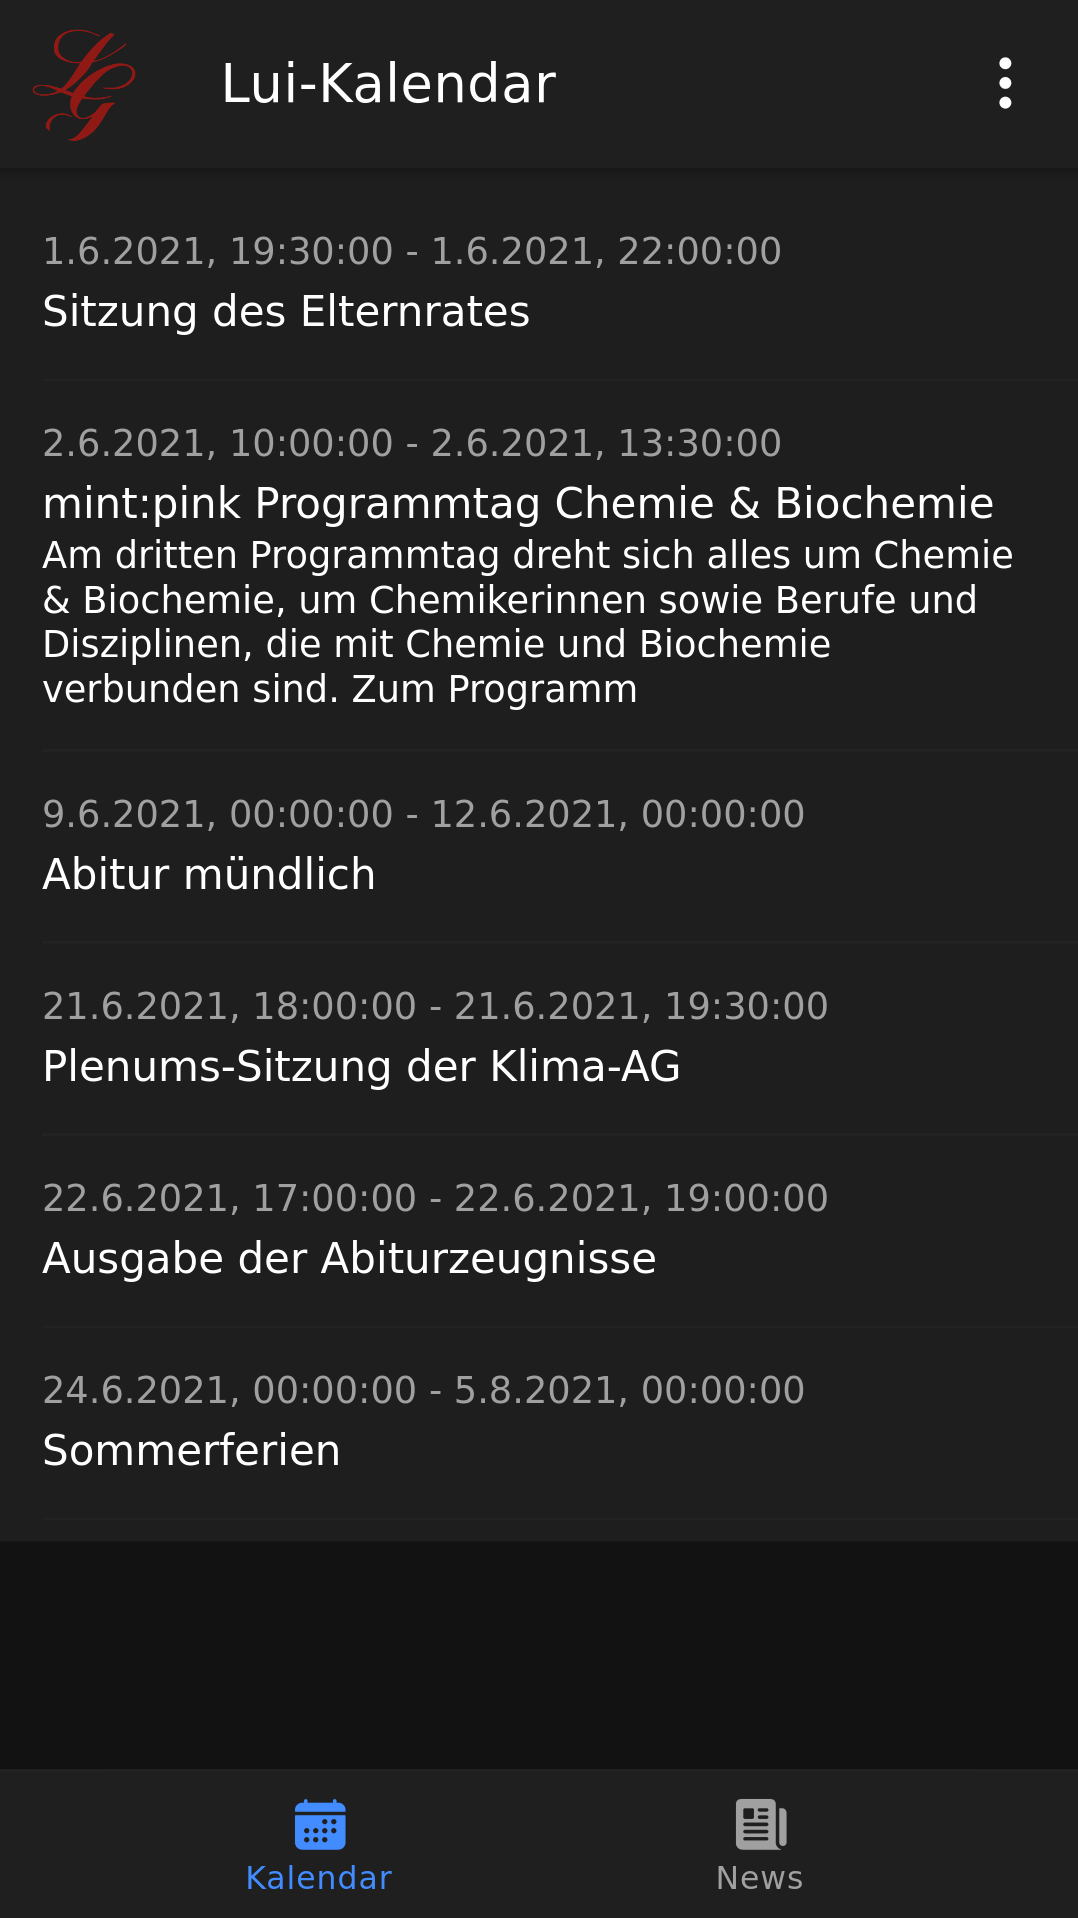 LG
Lui-Kalendar
1.6.2021, 19:30:00 - 1.6.2021, 22:00:00
Sitzung des Elternrates
2.6.2021, 10:00:00 - 2.6.2021, 13:30:00
mint:pink Programmtag Chemie & Biochemie
Am dritten Programmtag dreht sich alles um Chemie
& Biochemie, um Chemikerinnen sowie Berufe und
Disziplinen, die mit Chemie und Biochemie
verbunden sind. Zum Programm
9.6.2021, 00:00:00 - 12.6.2021, 00:00:00
Abitur mündlich
21.6.2021, 18:00:00 - 21.6.2021, 19:30:00
Plenums-Sitzung der Klima-AG
22.6.2021, 17:00:00 - 22.6.2021, 19:00:00
Ausgabe der Abiturzeugnisse
24.6.2021, 00:00:00 - 5.8.2021, 00:00:00
Sommerferien
Kalendar
News